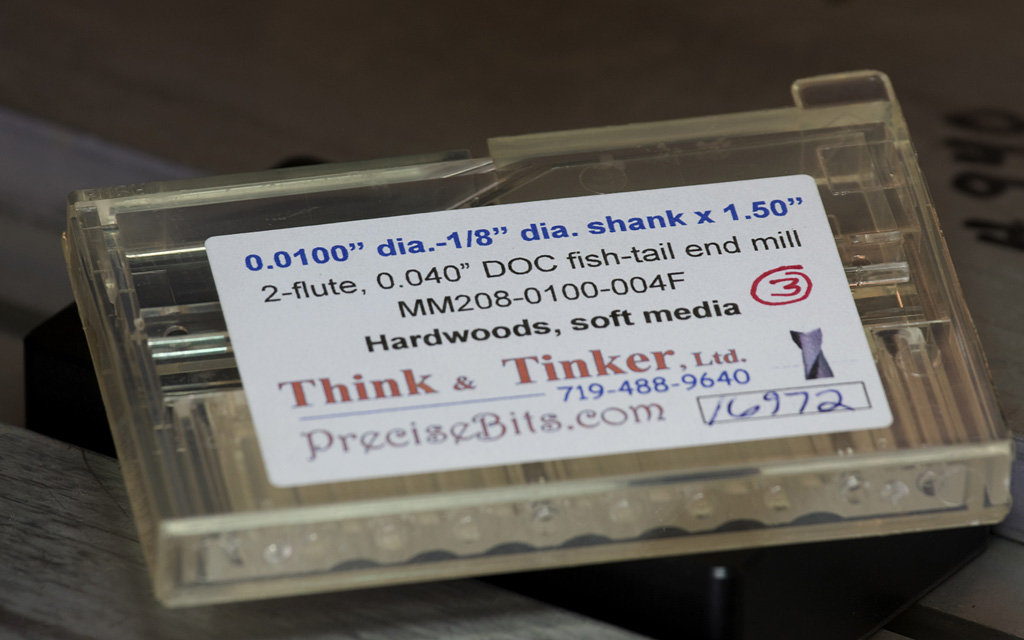 0.0100” dia.-1/8” dia. shank x 1.50”
2-flute, 0.040” DOC fish-tail end mill
MM208-0100-004F
3
Hardwoods, soft media
Think & Tinker, Ltd.
719-488-9640
PreciseBits.com
16972